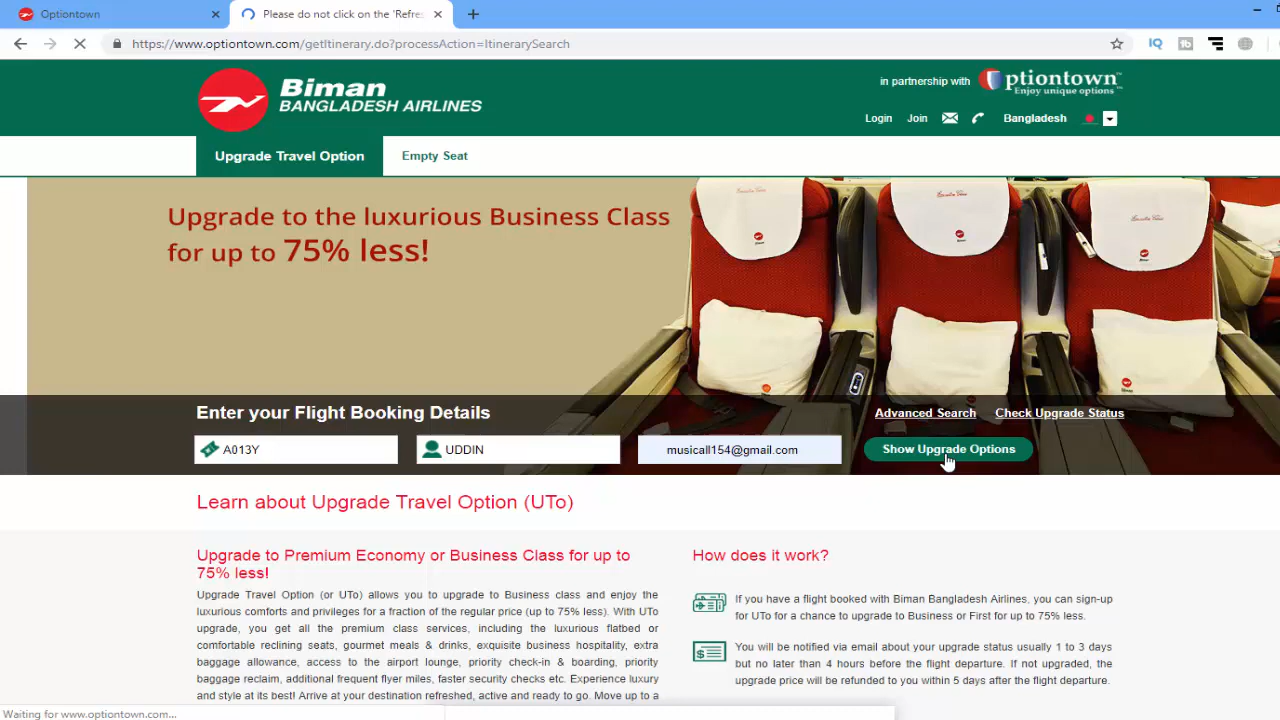 Optiontown
Please do not click on the 'Refre
https://www.optiontown.com/getItinerary.do?processAction=ItinerarySearch
Biman
BANGLADESH AIRLINES
in partnership with ptiontown
Enjoy unique options
Login Join Bangladesh
Upgrade Travel Option Empty Seat
Upgrade to the luxurious Business Class
for up to 75% less!
Enter your Flight Booking Details
Advanced Search Check Upgrade Status
A013Y UDDIN musicall154@gmail.com Show Upgrade Options
Learn about Upgrade Travel Option (UTo)
Upgrade to Premium Economy or Business Class for up to
75% less!
Upgrade Travel Option (or UTo) allows you to upgrade to Business class and enjoy the
luxurious comforts and privileges for a fraction of the regular price (up to 75% less). With UTo
upgrade, you get all the premium class services, including the luxurious flatbed or
comfortable reclining seats, gourmet meals & drinks, exquisite business hospitality, extra
baggage allowance, access to the airport lounge, priority check-in & boarding, priority
baggage reclaim, additional frequent flyer miles, faster security checks etc. Experience luxury
and style at its best! Arrive at your destination refreshed, active and ready to go. Move up to a
How does it work?
If you have a flight booked with Biman Bangladesh Airlines, you can sign-up
for UTo for a chance to upgrade to Business or First for up to 75% less.
You will be notified via email about your upgrade status usually 1 to 3 days
but no later than 4 hours before the flight departure. If not upgraded, the
upgrade price will be refunded to you within 5 days after the flight departure.
Waiting for www.optiontown.com...